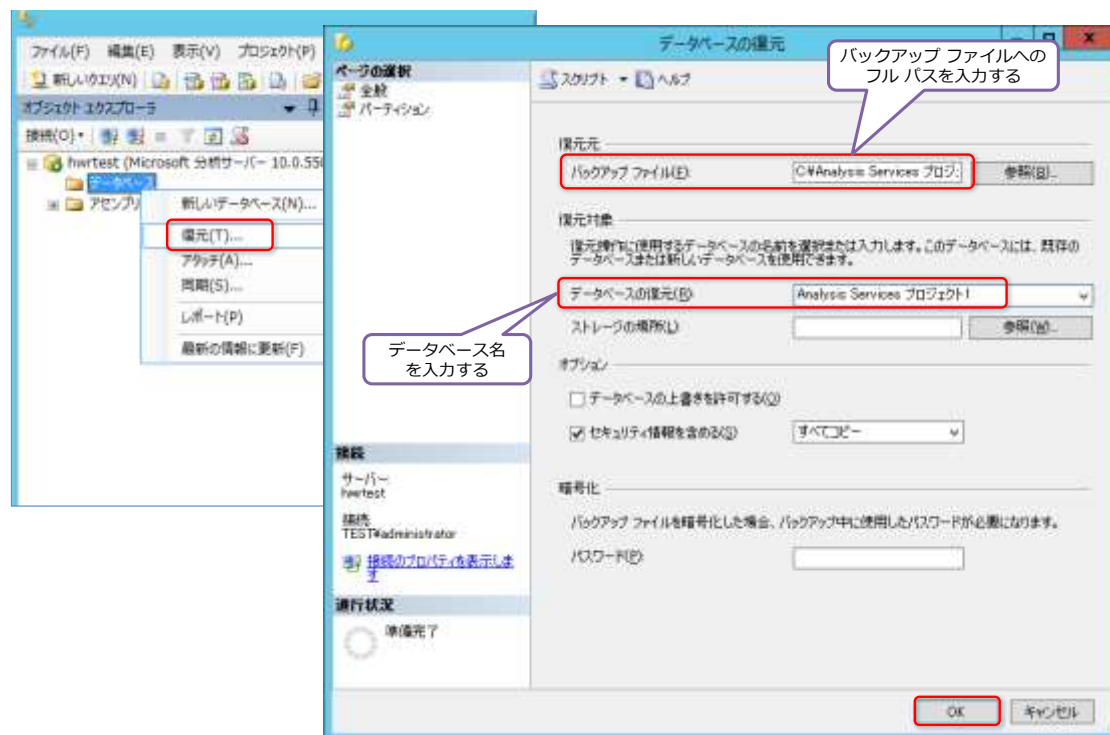 ファイル(F) 編集(E) 表示(V) プロジェクト(P)
新しいクエリ(N)
オブジェクト エクスプローラ
接続(O)
hwrtest (Microsoft 分析サーバー 10.0.550
データベース
アセンブリ
新しいデータベース(N)...
復元(T)...
アタッチ(A)...
同期(S)...
レポート(P)
最新の情報に更新(F)
データベースの復元
ページの選択
全般
パーティション
スクリプト ヘルプ
バックアップ ファイルへの
フル パスを入力する
復元元
バックアップ ファイル(E): C:¥Analysis Services プロジ: 参照(B)...
復元対象
復元操作に使用するデータベースの名前を選択または入力します。このデータベースには、既存の
データベースまたは新しいデータベースを使用できます。
データベースの復元(R): Analysis Services プロジェクト1
ストレージの場所(L): 参照(W)...
データベース名
を入力する
オプション
データベースの上書きを許可する(O)
セキュリティ情報を含める(S) すべてコピー
暗号化
バックアップ ファイルを暗号化した場合、バックアップ中に使用したパスワードが必要になります。
パスワード(P):
接続
サーバー:
hwrtest
接続:
TEST¥administrator
接続のプロパティを表示しま
す
進行状況
準備完了
OK キャンセル